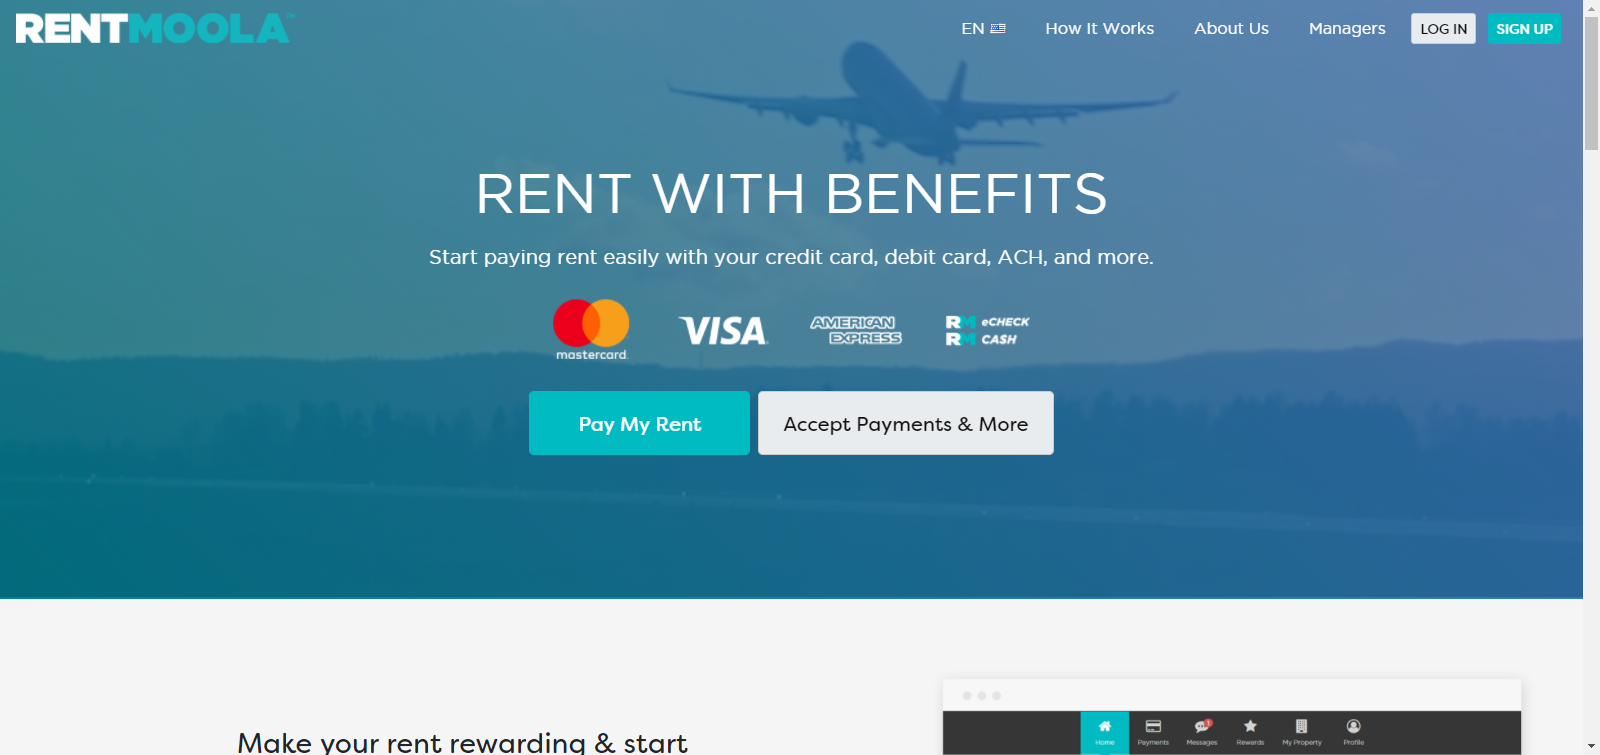 RENTMOOLA™
EN
How It Works
About Us
Managers
LOG IN
SIGN UP
RENT WITH BENEFITS
Start paying rent easily with your credit card, debit card, ACH, and more.
mastercard
VISA
AMERICAN EXPRESS
RM eCHECK
RM CASH
Pay My Rent
Accept Payments & More
Make your rent rewarding & start
1
Home
Payments
Messages
Rewards
My Property
Profile